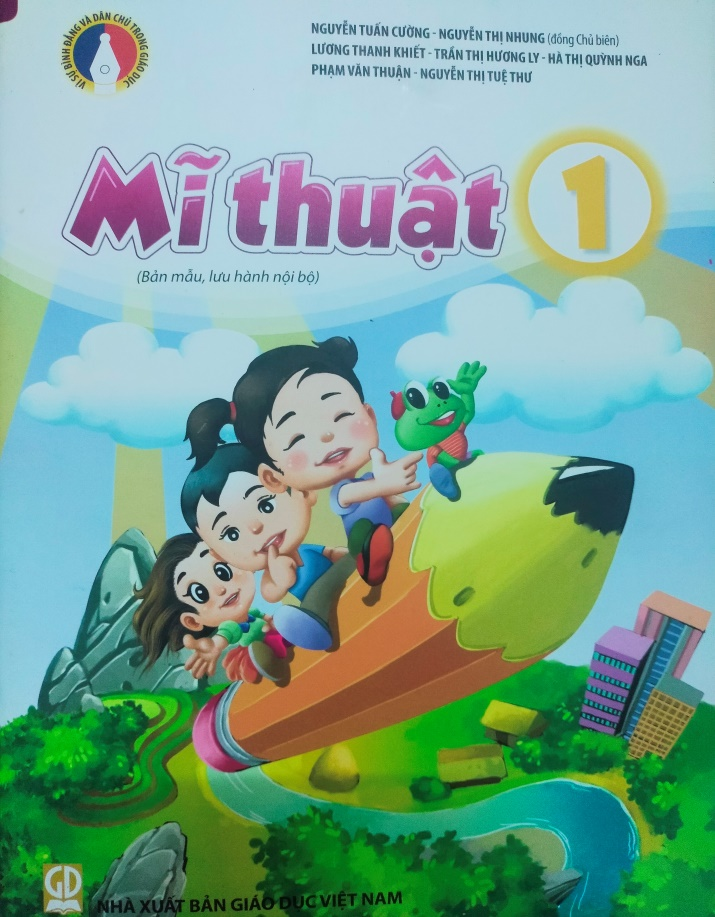 VÌ SỰ BÌNH ĐẲNG VÀ DÂN CHỦ TRONG GIÁO DỤC
NGUYỄN TUẤN CƯỜNG - NGUYỄN THỊ NHUNG (đồng Chủ biên)
LƯƠNG THANH KHIẾT - TRẦN THỊ HƯƠNG LY - HÀ THỊ QUỲNH NGA
PHẠM VĂN THUẬN - NGUYỄN THỊ TUỆ THƯ
Mĩ thuật 1
(Bản mẫu, lưu hành nội bộ)
GD
NHÀ XUẤT BẢN GIÁO DỤC VIỆT NAM